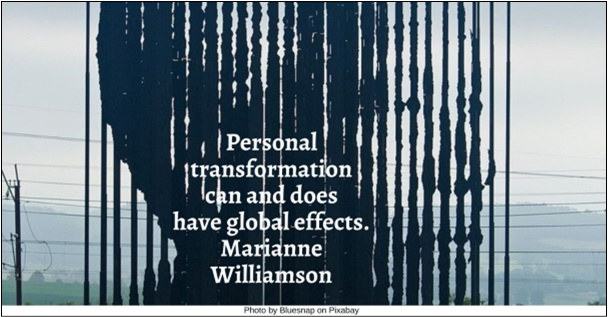 Personal
transformation
can and does
have global effects.
Marianne
Williamson
Photo by Bluesnap on Pixabay